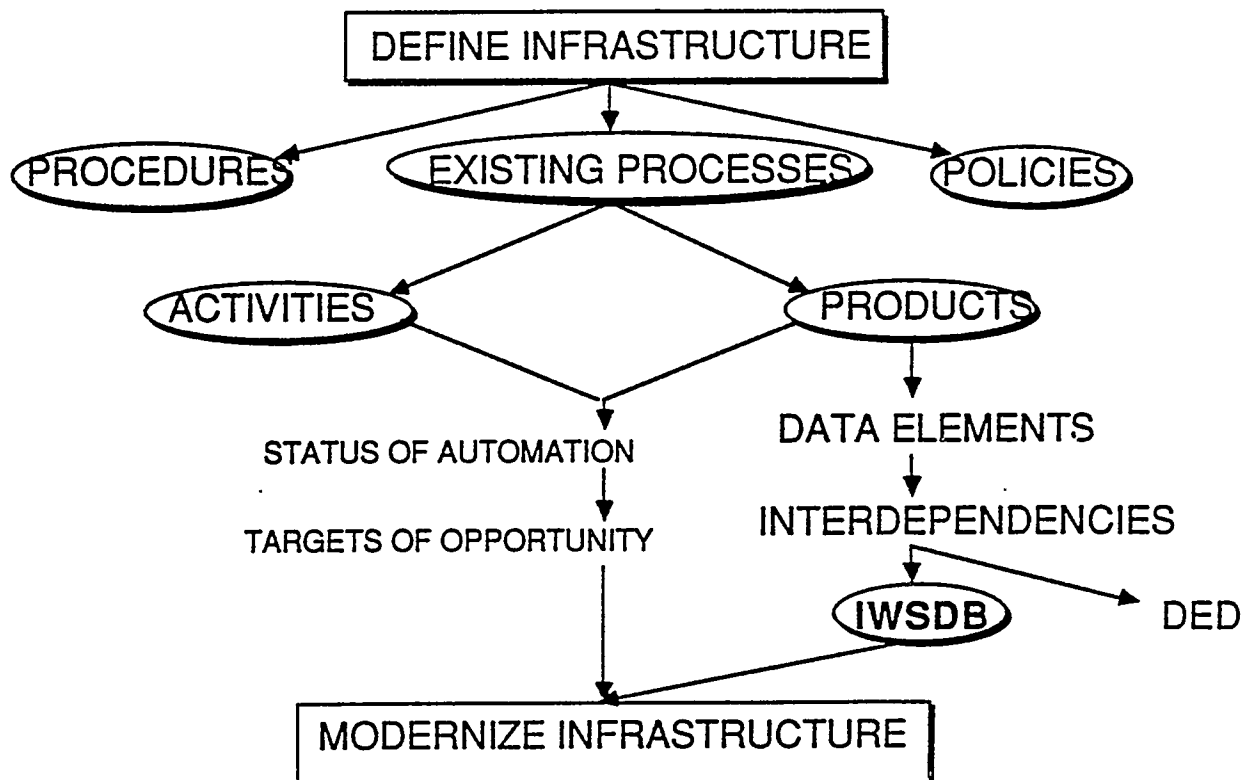 DEFINE INFRASTRUCTURE
PROCEDURES
EXISTING PROCESSES
POLICIES
ACTIVITIES
PRODUCTS
STATUS OF AUTOMATION
DATA ELEMENTS
TARGETS OF OPPORTUNITY
INTERDEPENDENCIES
IWSDB
DED
MODERNIZE INFRASTRUCTURE